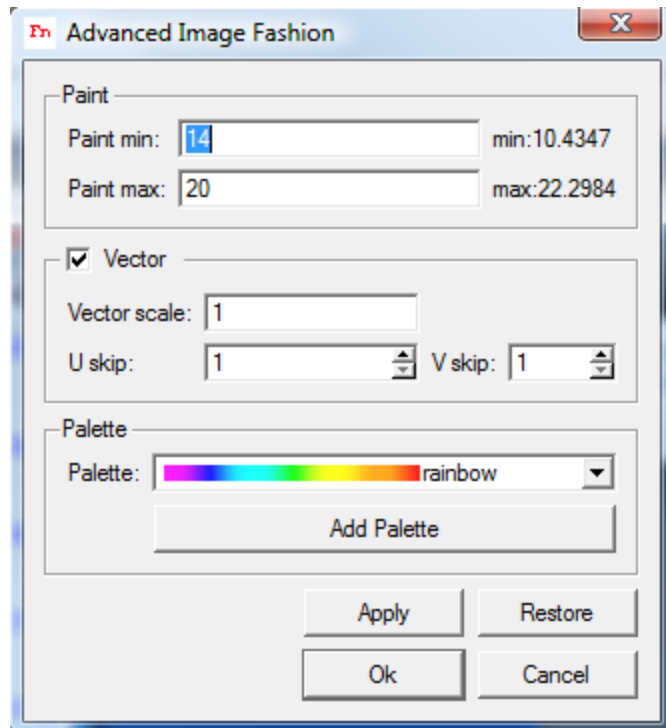 Fn Advanced Image Fashion
Paint
Paint min: 14 min:10.4347
Paint max: 20 max:22.2984
Vector
Vector scale: 1
U skip: 1 V skip: 1
Palette
Palette: rainbow
Add Palette
Apply Restore
Ok Cancel